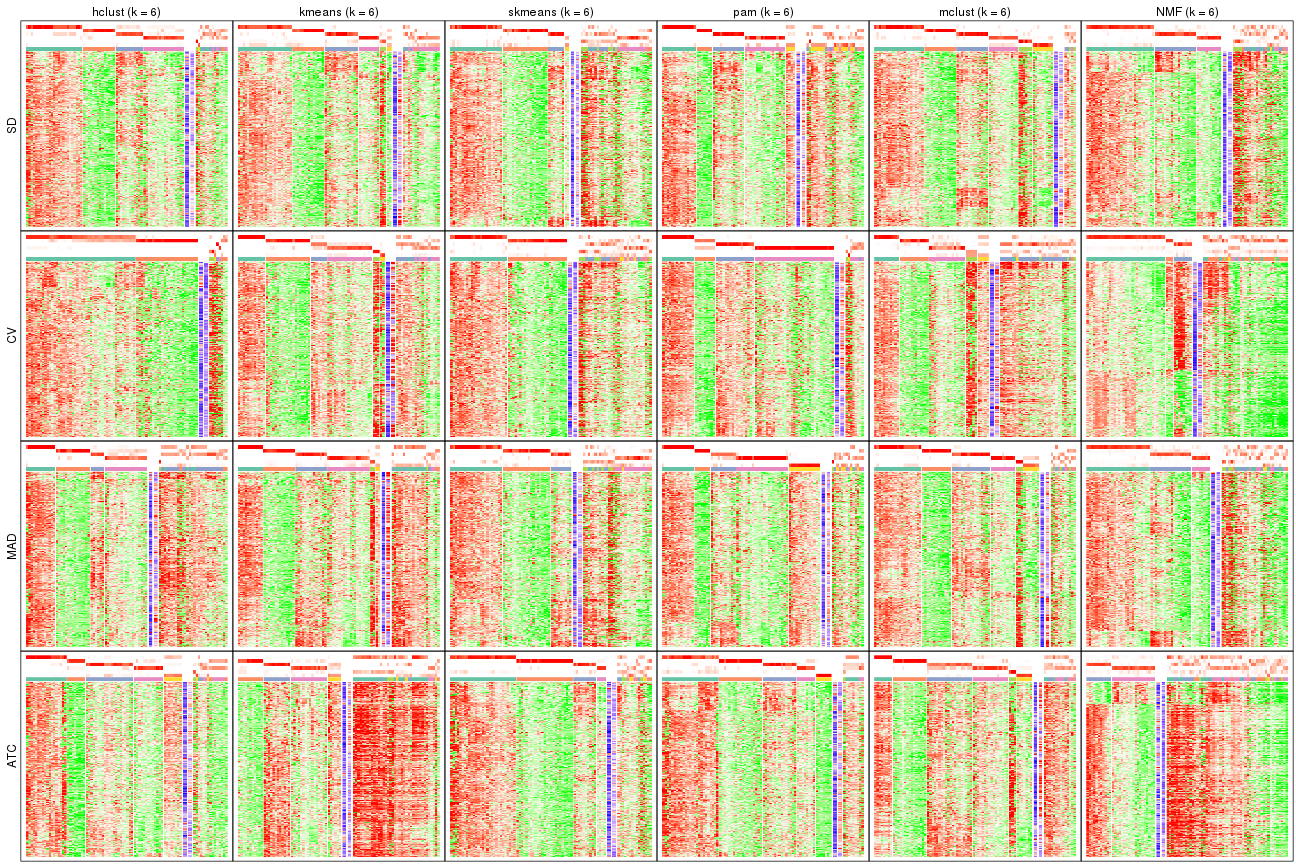 hclust (k = 6) kmeans (k = 6) skmeans (k = 6) pam (k = 6) mclust (k = 6) NMF (k = 6)
SD
CV
MAD
ATC